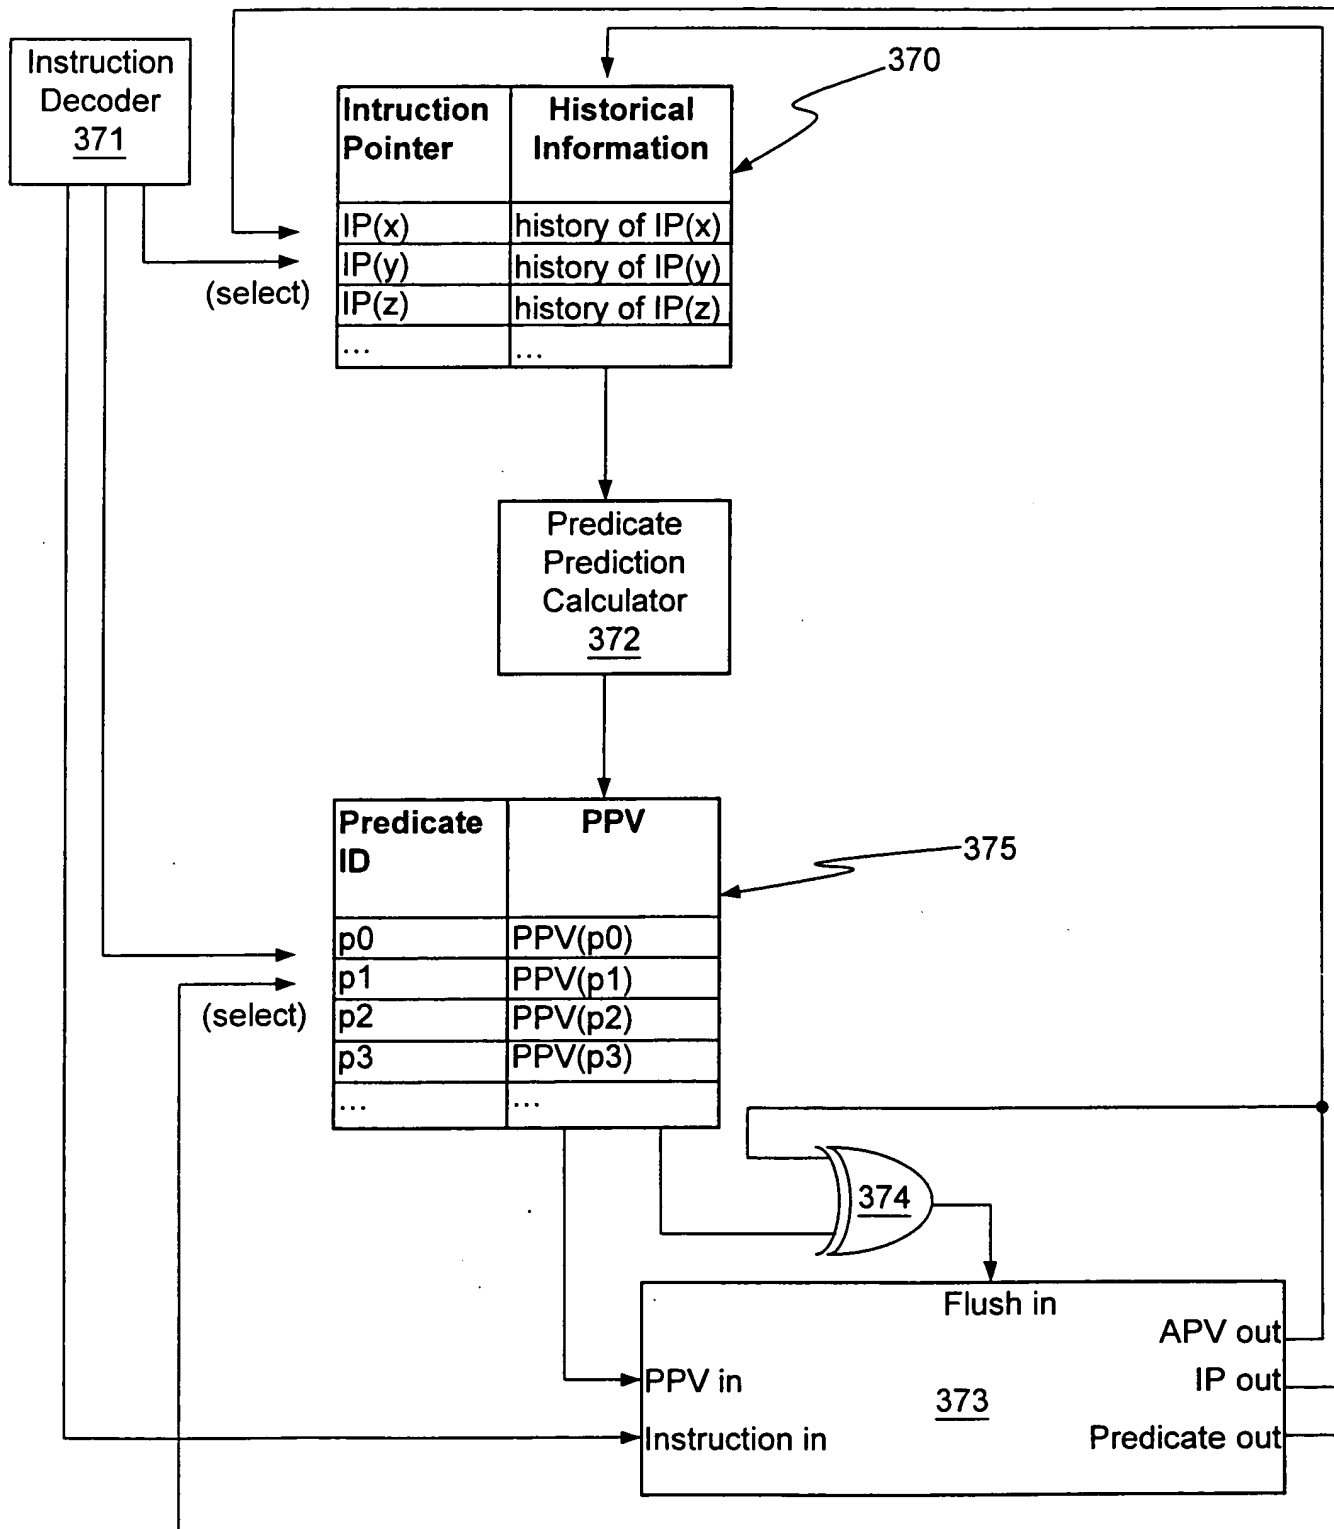 Instruction
Decoder
371
370
Intruction
Pointer
Historical
Information
IP(x)
history of IP(x)
IP(y)
history of IP(y)
IP(z)
history of IP(z)
...
...
(select)
Predicate
Prediction
Calculator
372
Predicate
ID
PPV
375
p0
PPV(p0)
p1
PPV(p1)
p2
PPV(p2)
p3
PPV(p3)
...
...
(select)
374
Flush in
APV out
PPV in
IP out
373
Instruction in
Predicate out